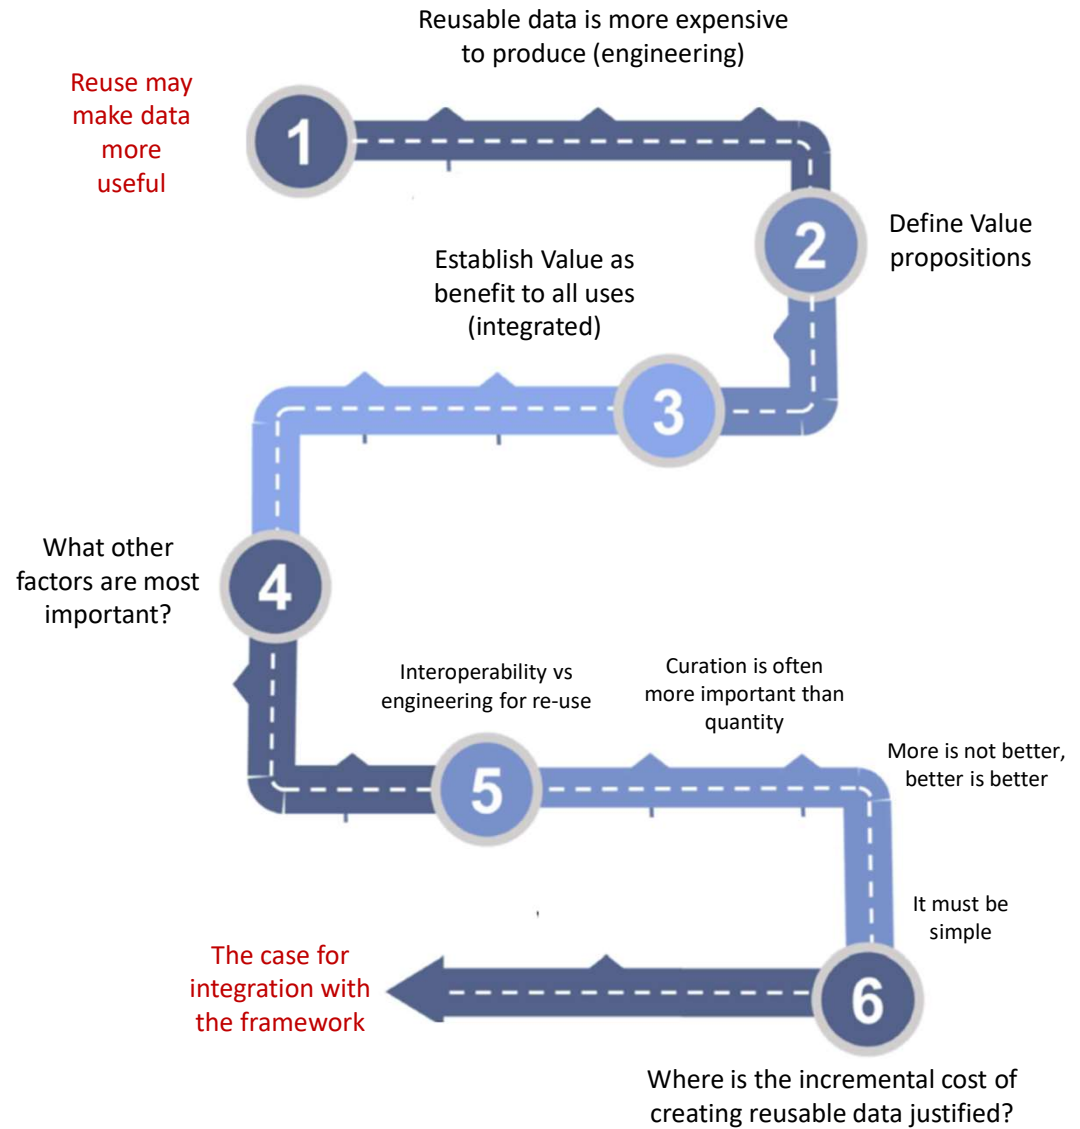 Reusable data is more expensive
to produce (engineering)
Reuse may
make data
more
useful
1
2
Define Value
propositions
Establish Value as
benefit to all uses
(integrated)
3
What other
factors are most
important?
4
Interoperability vs
engineering for re-use
Curation is often
more important than
quantity
More is not better,
better is better
5
It must be
simple
The case for
integration with
the framework
6
Where is the incremental cost of
creating reusable data justified?